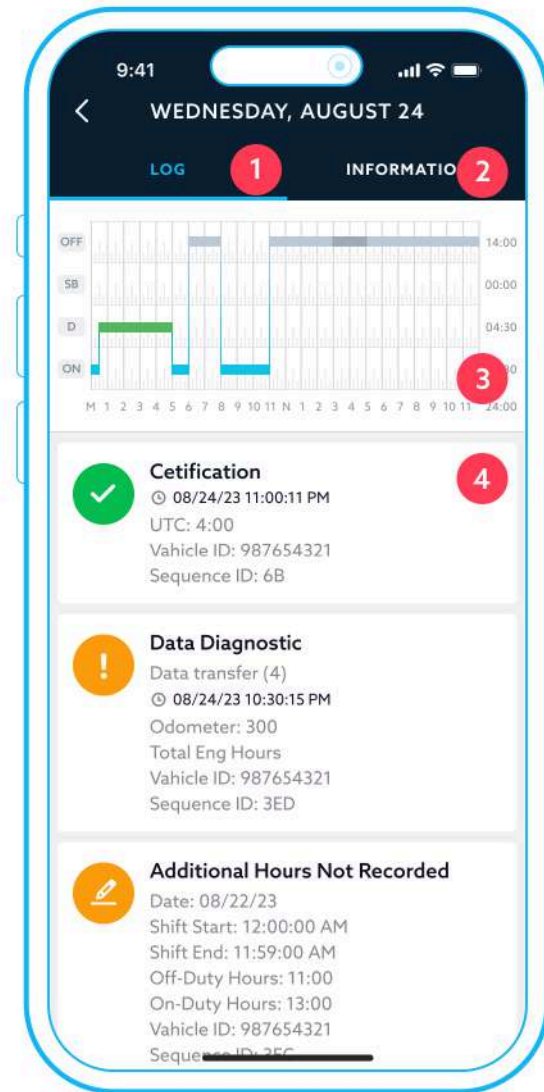 9:41
WEDNESDAY, AUGUST 24
LOG 1 INFORMATIO 2
OFF 14:00
SB 00:00
D 04:30
ON 30
3
M 1 2 3 4 5 6 7 8 9 10 11 N 1 2 3 4 5 6 7 8 9 10 11 24:00
Cetification 4
08/24/23 11:00:11 PM
UTC: 4:00
Vahicle ID: 987654321
Sequence ID: 6B
Data Diagnostic
Data transfer (4)
08/24/23 10:30:15 PM
Odometer: 300
Total Eng Hours
Vahicle ID: 987654321
Sequence ID: 3ED
Additional Hours Not Recorded
Date: 08/22/23
Shift Start: 12:00:00 AM
Shift End: 11:59:00 AM
Off-Duty Hours: 11:00
On-Duty Hours: 13:00
Vahicle ID: 987654321